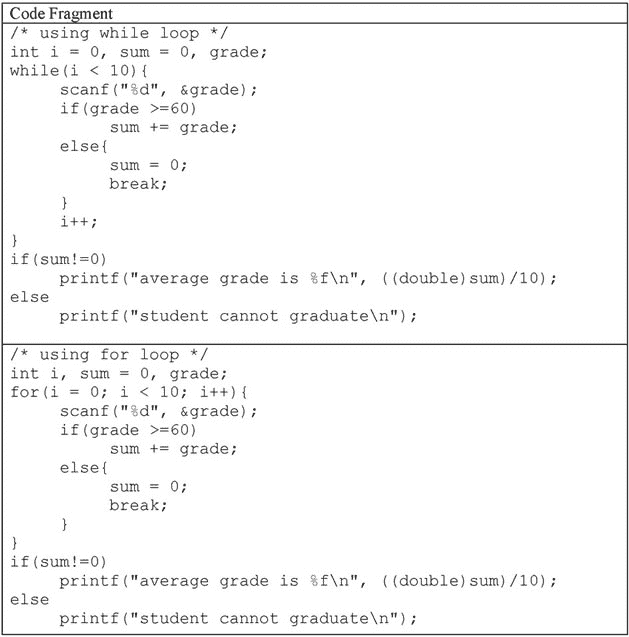 Code Fragment
/* using while loop */
int i = 0, sum = 0, grade;
while(i < 10){
     scanf("%d", &grade);
     if(grade >=60)
          sum += grade;
     else{
          sum = 0;
          break;
     }
     i++;
}
if(sum!=0)
     printf("average grade is %f\n", ((double)sum)/10);
else
     printf("student cannot graduate\n");
/* using for loop */
int i, sum = 0, grade;
for(i = 0; i < 10; i++){
     scanf("%d", &grade);
     if(grade >=60)
          sum += grade;
     else{
          sum = 0;
          break;
     }
}
if(sum!=0)
     printf("average grade is %f\n", ((double)sum)/10);
else
     printf("student cannot graduate\n");